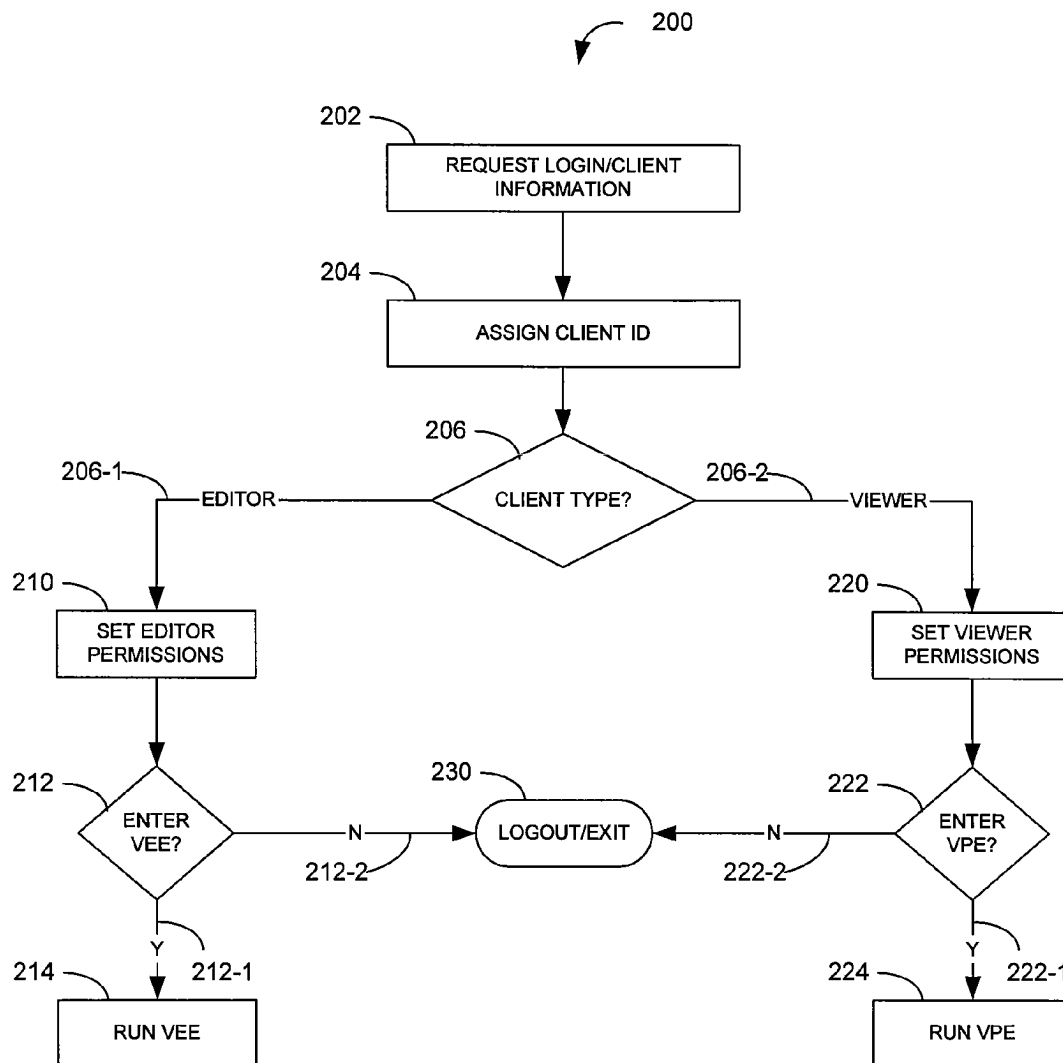 200
202
REQUEST LOGIN/CLIENT
INFORMATION
204
ASSIGN CLIENT ID
206
206-1
206-2
EDITOR
CLIENT TYPE?
VIEWER
210
220
SET EDITOR
PERMISSIONS
SET VIEWER
PERMISSIONS
212
230
222
ENTER
VEE?
N
LOGOUT/EXIT
N
ENTER
VPE?
212-2
222-2
Y
212-1
Y
222-1
214
224
RUN VEE
RUN VPE